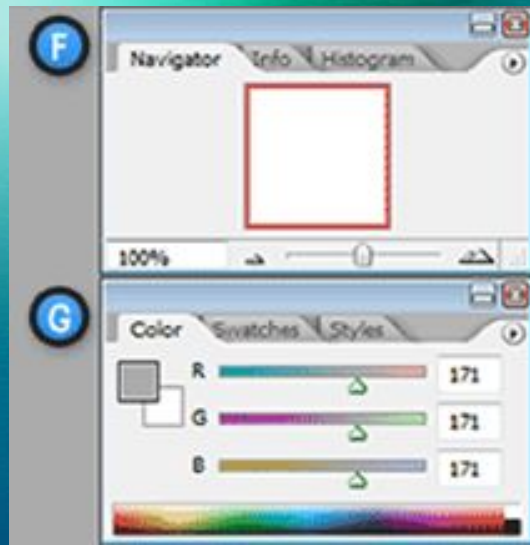 F
Navigator Info Histogram
100%
G
Color Swatches Styles
R 171
G 171
B 171